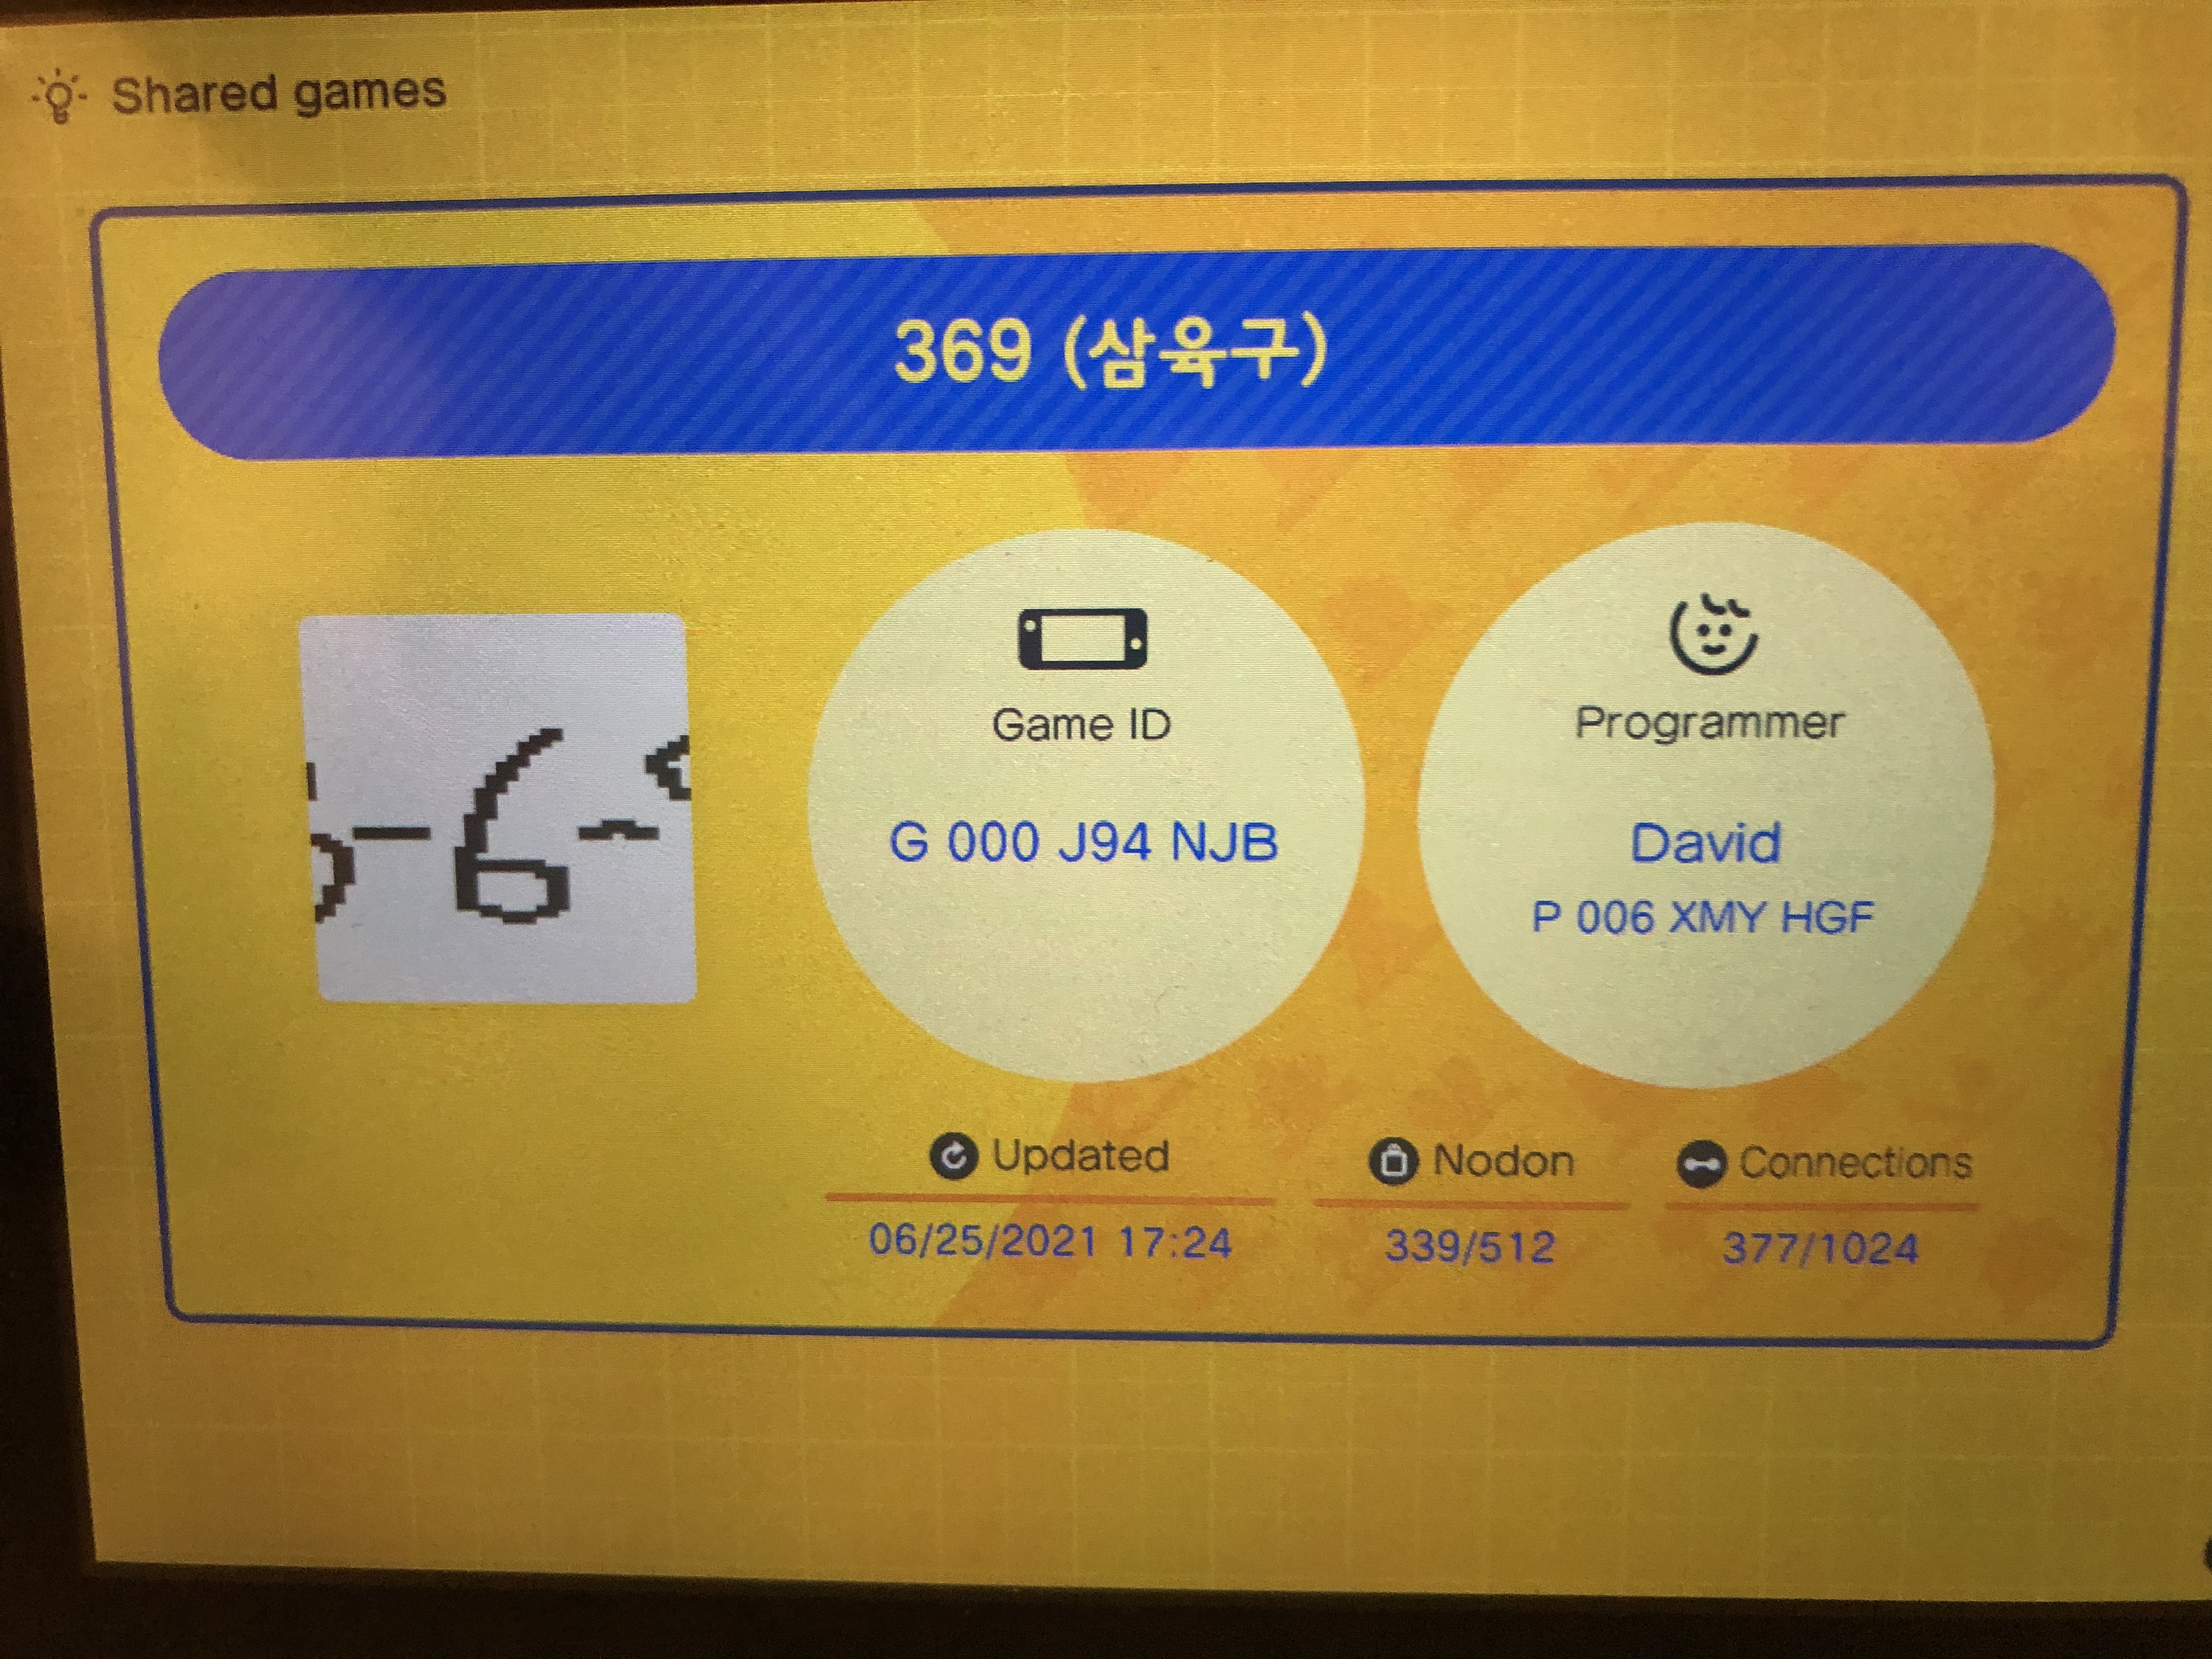 Shared games
369 (삼육구)
-6-
Game ID
G 000 J94 NJB
Programmer
David
P 006 XMY HGF
Updated
06/25/2021 17:24
Nodon
339/512
Connections
377/1024